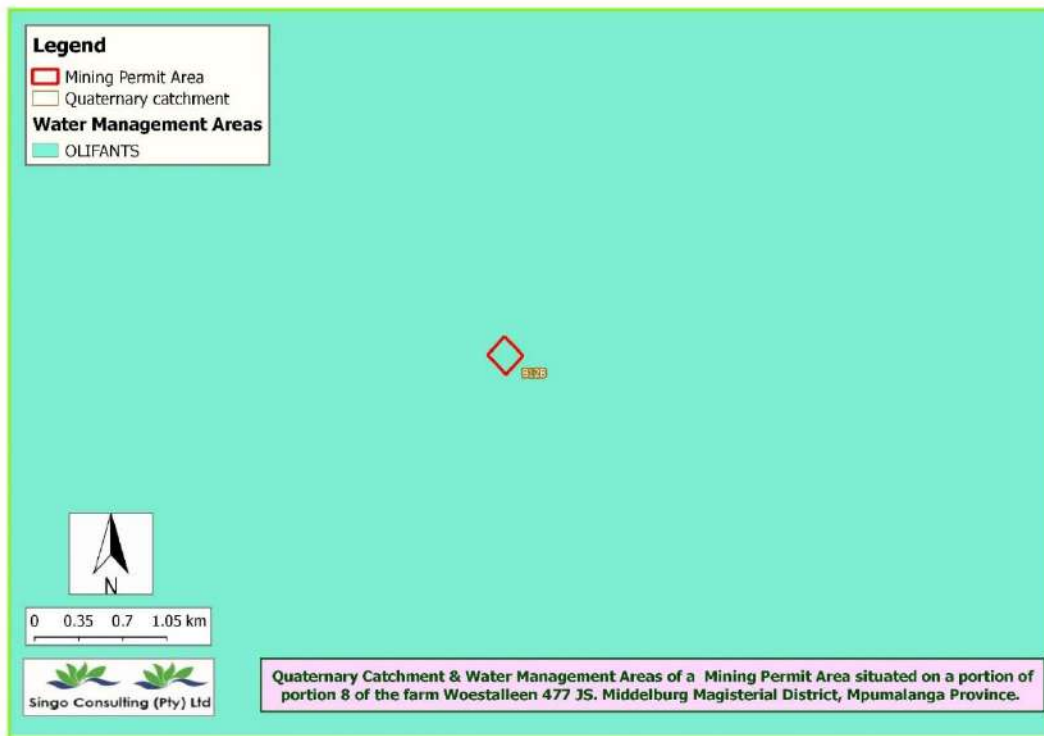 Legend
Mining Permit Area
Quaternary catchment
Water Management Areas
OLIFANTS
B12B
N
0 0.35 0.7 1.05 km
Singo Consulting (Pty) Ltd
Quaternary Catchment & Water Management Areas of a Mining Permit Area situated on a portion of
portion 8 of the farm Woestalleen 477 JS. Middelburg Magisterial District, Mpumalanga Province.